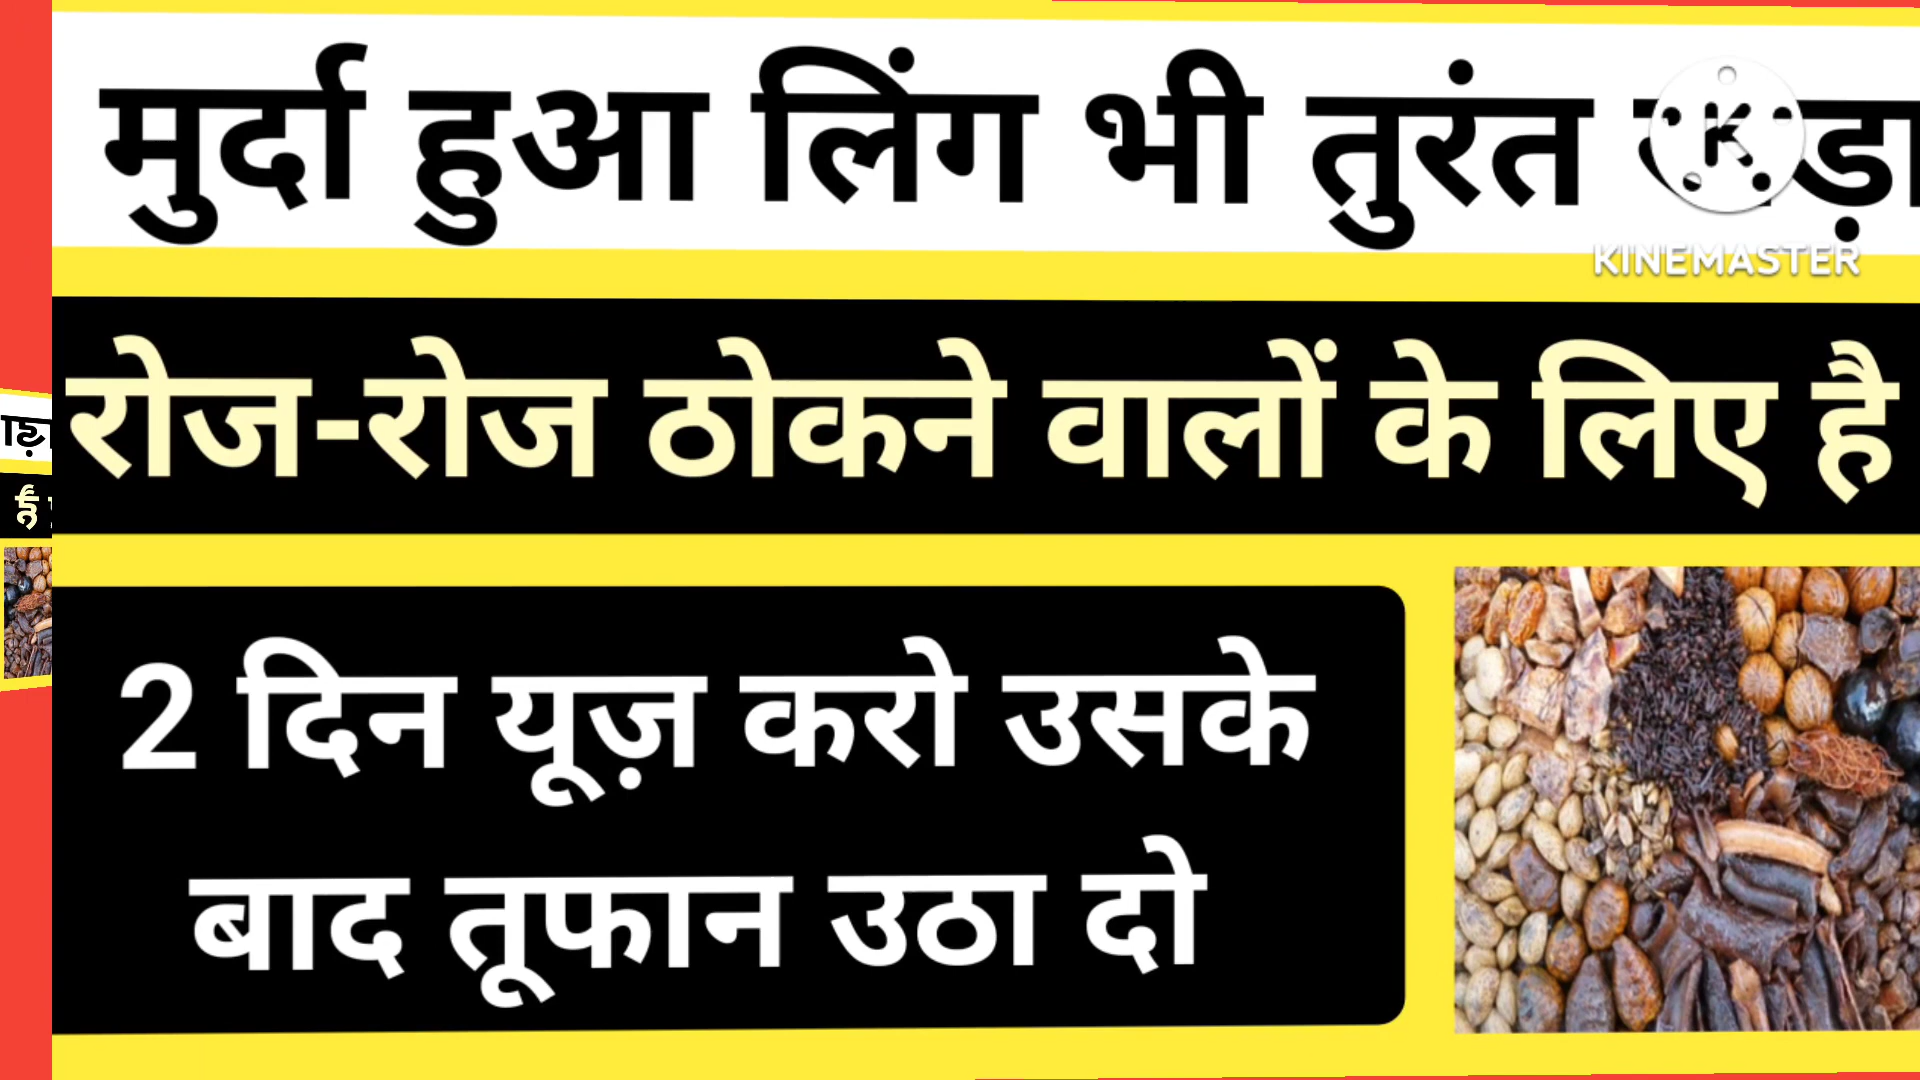 मुर्दा हुआ लिंग भी तुरंत
KINEMASTER
रोज-रोज ठोकने वालों के लिए है
2 दिन यूज़ करो उसके
बाद तूफान उठा दो